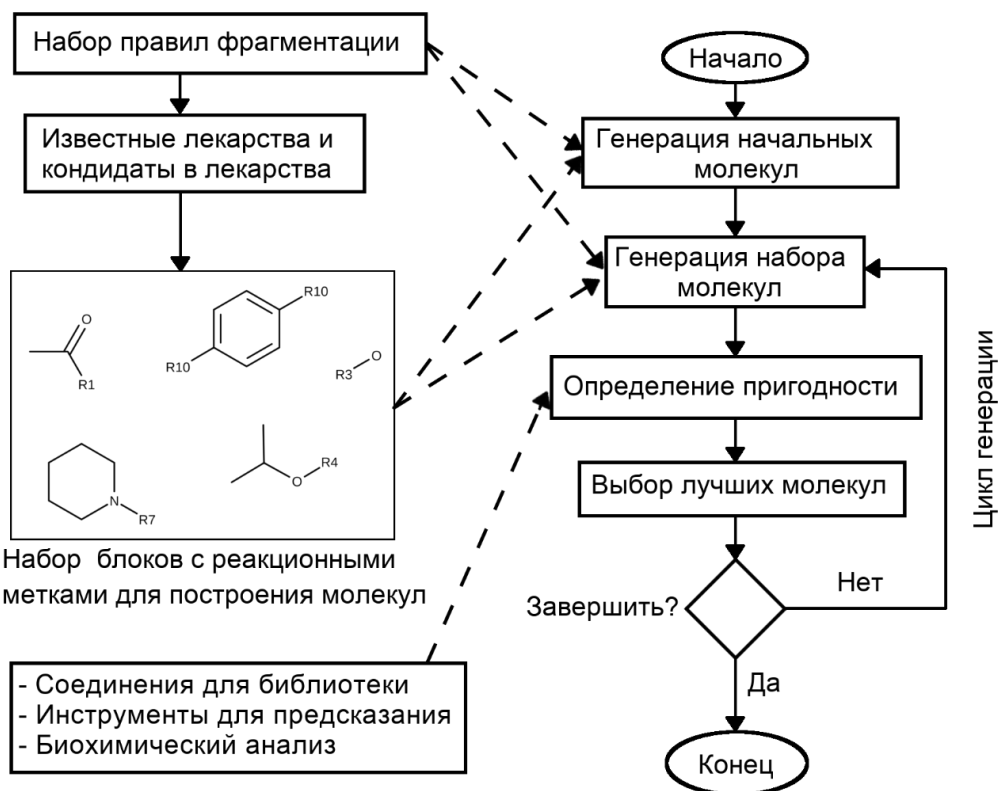 Набор правил фрагментации
Известные лекарства и
кондидаты в лекарства
O
R1
R10
R10
R3
O
N
R7
O
R4
Набор блоков с реакционными
метками для построения молекул
- Соединения для библиотеки
- Инструменты для предсказания
- Биохимический анализ
Начало
Генерация начальных
молекул
Генерация набора
молекул
Определение пригодности
Выбор лучших молекул
Завершить?
Нет
Да
Конец
Цикл генерации